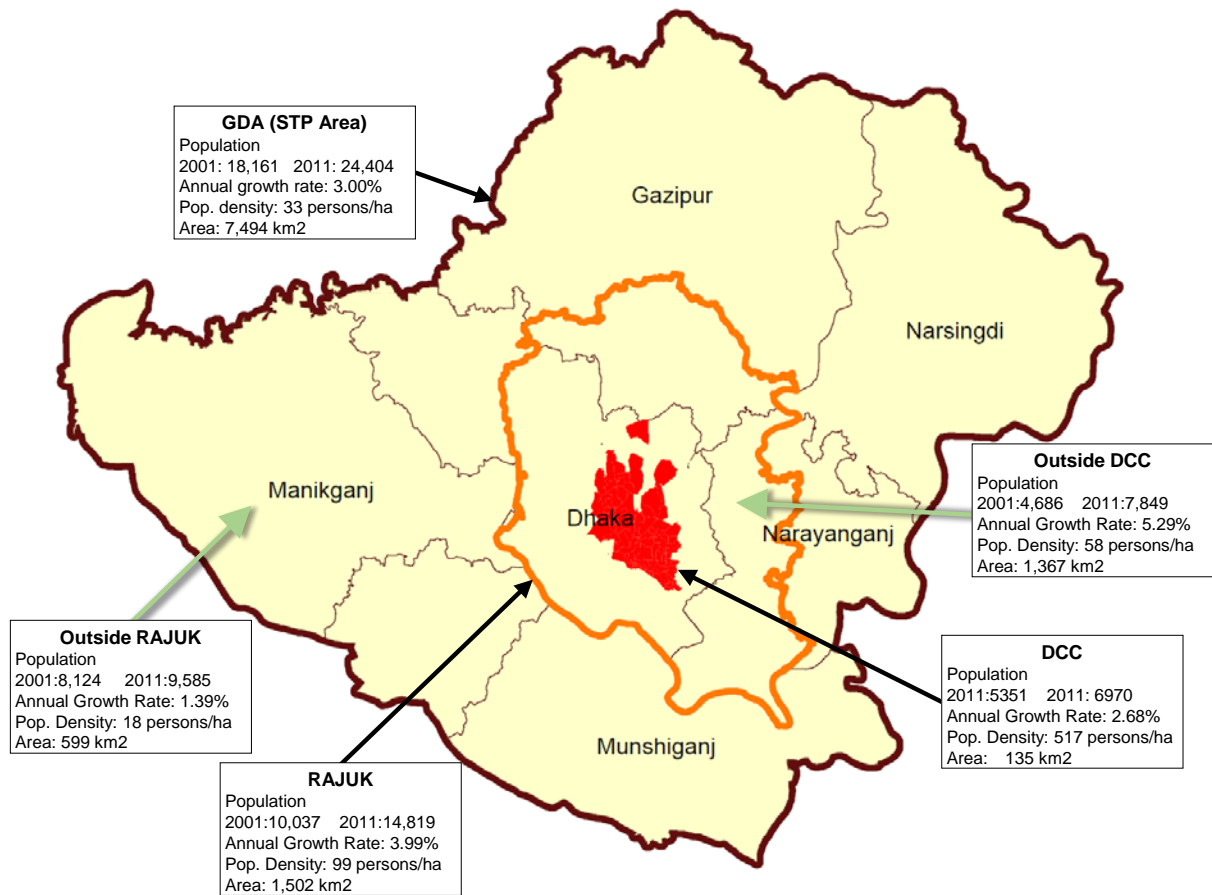 GDA (STP Area)
Population
2001: 18,161 2011: 24,404
Annual growth rate: 3.00%
Pop. density: 33 persons/ha
Area: 7,494 km2
Gazipur
Narsingdi
Manikganj
Dhaka
Narayanganj
Munshiganj
Outside DCC
Population
2001:4,686 2011:7,849
Annual Growth Rate: 5.29%
Pop. Density: 58 persons/ha
Area: 1,367 km2
Outside RAJUK
Population
2001:8,124 2011:9,585
Annual Growth Rate: 1.39%
Pop. Density: 18 persons/ha
Area: 599 km2
DCC
Population
2011:5351 2011: 6970
Annual Growth Rate: 2.68%
Pop. Density: 517 persons/ha
Area: 135 km2
RAJUK
Population
2001:10,037 2011:14,819
Annual Growth Rate: 3.99%
Pop. Density: 99 persons/ha
Area: 1,502 km2